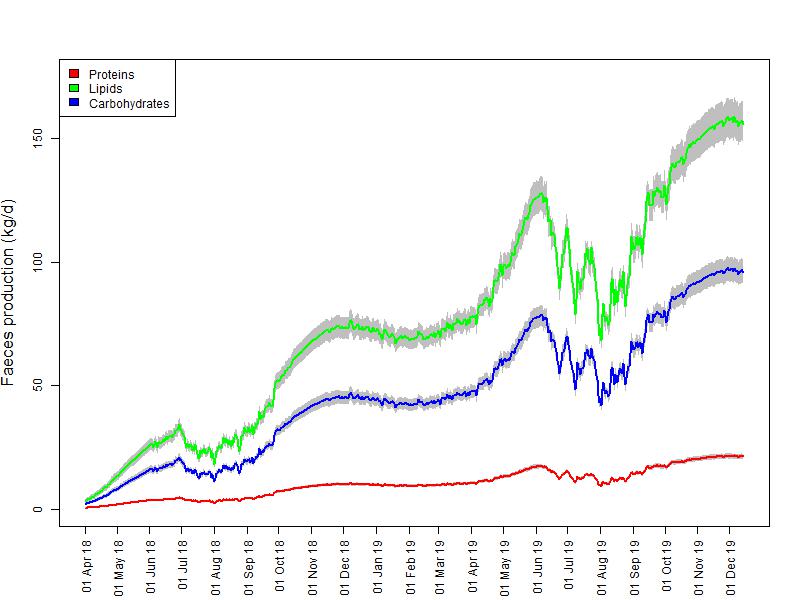 Proteins
Lipids
Carbohydrates
Faeces production (kg/d)
150
100
50
0
01 Apr 18
01 May 18
01 Jun 18
01 Jul 18
01 Aug 18
01 Sep 18
01 Oct 18
01 Nov 18
01 Dec 18
01 Jan 19
01 Feb 19
01 Mar 19
01 Apr 19
01 May 19
01 Jun 19
01 Jul 19
01 Aug 19
01 Sep 19
01 Oct 19
01 Nov 19
01 Dec 19